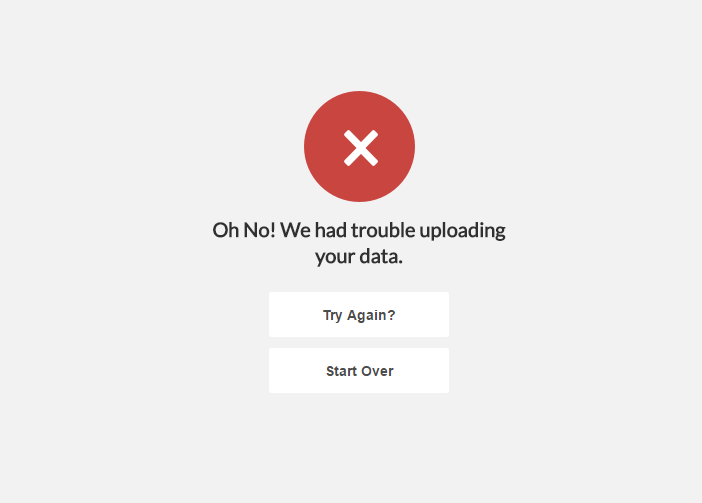 Oh No! We had trouble uploading
your data.
Try Again?
Start Over